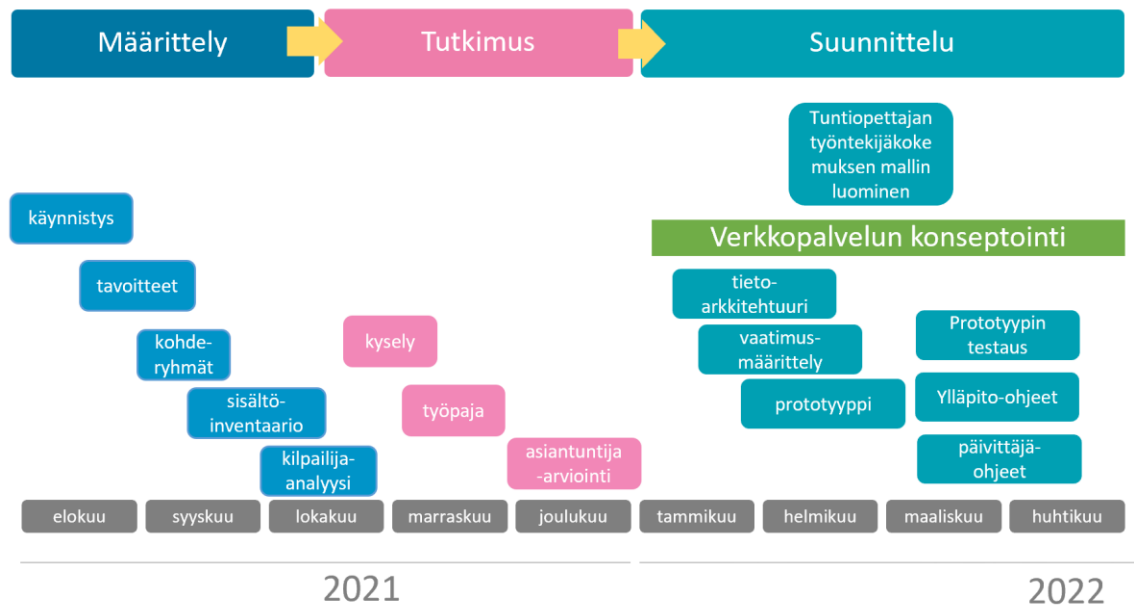 Määrittely
Tutkimus
Suunnittelu
Tuntiopettajan
työntekijäkoke
muksen mallin
luominen
käynnistys
Verkkopalvelun konseptointi
tavoitteet
tieto-
arkkitehtuuri
kohde-
ryhmät
kysely
vaatimus-
määrittely
Prototyypin
testaus
sisältö-
inventaario
työpaja
prototyyppi
Ylläpito-ohjeet
kilpailija-
analyysi
asiantuntija
-arviointi
päivittäjä-
ohjeet
elokuu
syyskuu
lokakuu
marraskuu
joulukuu
tammikuu
helmikuu
maaliskuu
huhtikuu
2021
2022